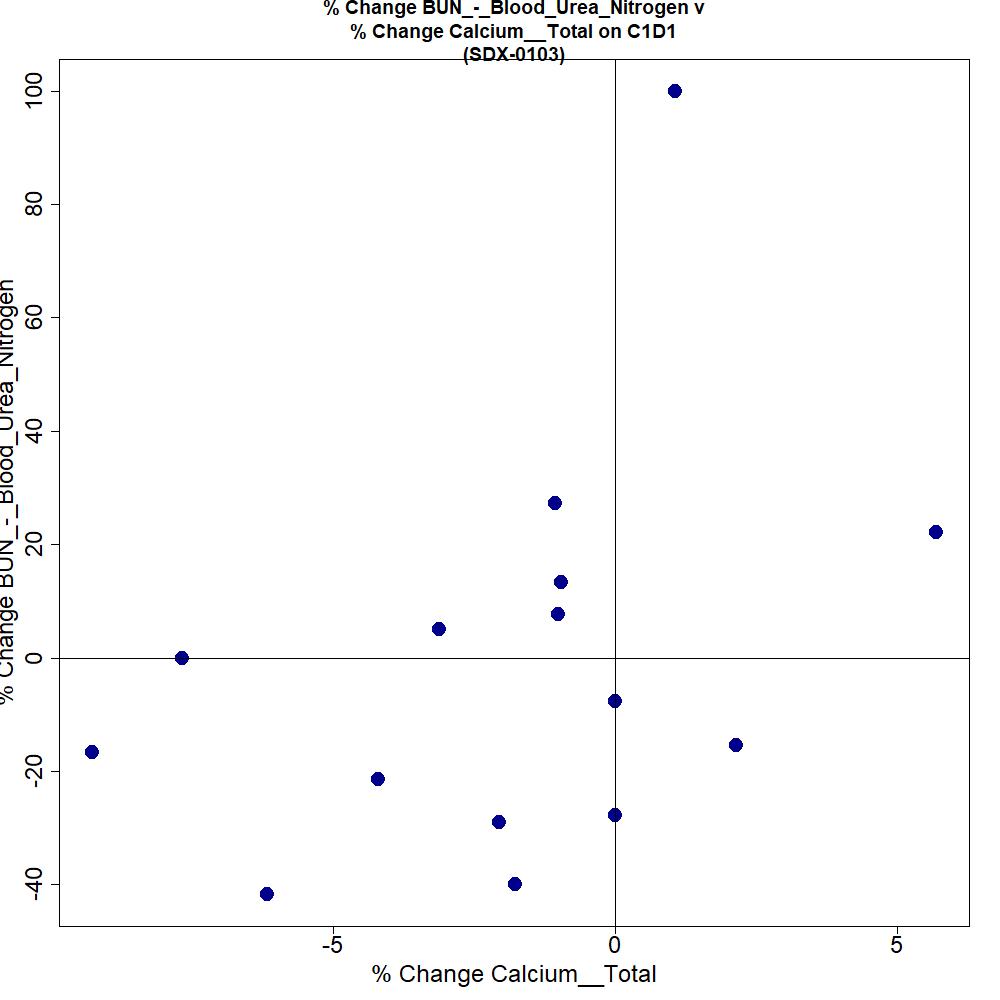 % Change BUN_-_Blood_Urea_Nitrogen v
% Change Calcium__Total on C1D1
(SDX-0103)
% Change BUN_-_Blood_Urea_Nitrogen
100
80
60
40
20
0
-20
-40
-5
0
5
% Change Calcium__Total